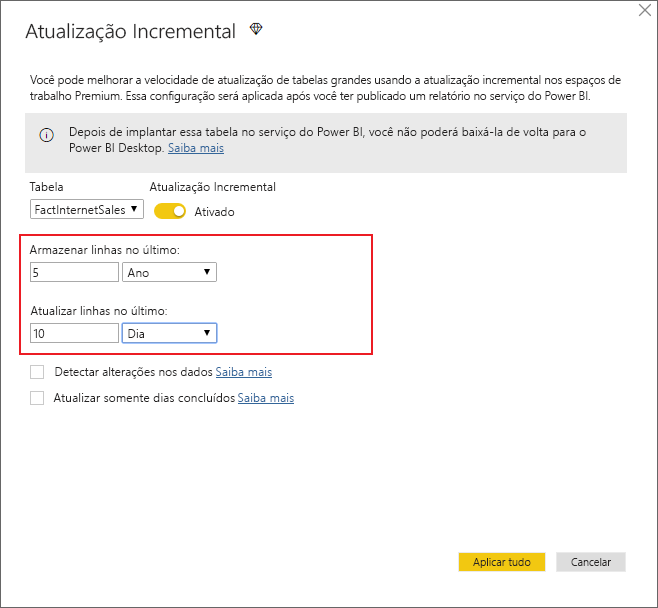 Atualização Incremental
Você pode melhorar a velocidade de atualização de tabelas grandes usando a atualização incremental nos espaços de
trabalho Premium. Essa configuração será aplicada após você ter publicado um relatório no serviço do Power BI.
Depois de implantar essa tabela no serviço do Power BI, você não poderá baixá-la de volta para o
Power BI Desktop. Saiba mais
Tabela Atualização Incremental
FactInternetSales Ativado
Armazenar linhas no último:
5 Ano
Atualizar linhas no último:
10 Dia
Detectar alterações nos dados Saiba mais
Atualizar somente dias concluídos Saiba mais
Aplicar tudo Cancelar